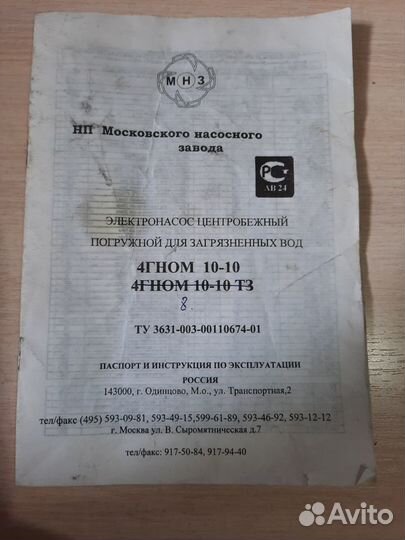 МНЗ
НП Московского насосного
завода
РС
АВ 24
ЭЛЕКТРОНАСОС ЦЕНТРОБЕЖНЫЙ
ПОГРУЖНОЙ ДЛЯ ЗАГРЯЗНЕННЫХ ВОД
4ГНОМ 10-10
4ГНОМ 10-10 ТЗ
8.
ТУ 3631-003-00110674-01
ПАСПОРТ И ИНСТРУКЦИЯ ПО ЭКСПЛУАТАЦИИ
РОССИЯ
143000, г. Одинцово, М.о., ул. Транспортная,2
тел/факс (495) 593-09-81, 593-49-15,599-61-89, 593-46-92, 593-12-12
г. Москва ул. В. Сыромятническая д.7
тел/факс: 917-50-84, 917-94-40
Avito